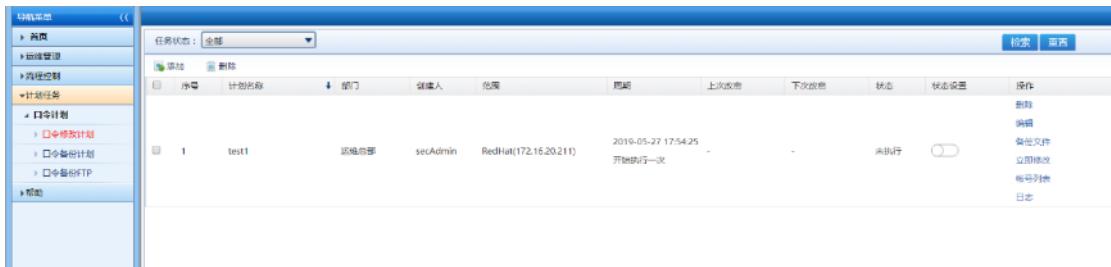 导航菜单
首页
运维管理
流程控制
计划任务
口令计划
口令修改计划
口令备份计划
口令备份FTP
帮助
任务状态： 全部
检索 重置
添加 删除
序号 计划名称 部门 创建人 范围 周期 上次改密 下次改密 状态 状态设置 操作
1 test1 运维总部 secAdmin RedHat(172.16.20.211) 2019-05-27 17:54:25 - - 未执行
开始执行一次
删除
编辑
备份文件
立即修改
帐号列表
日志